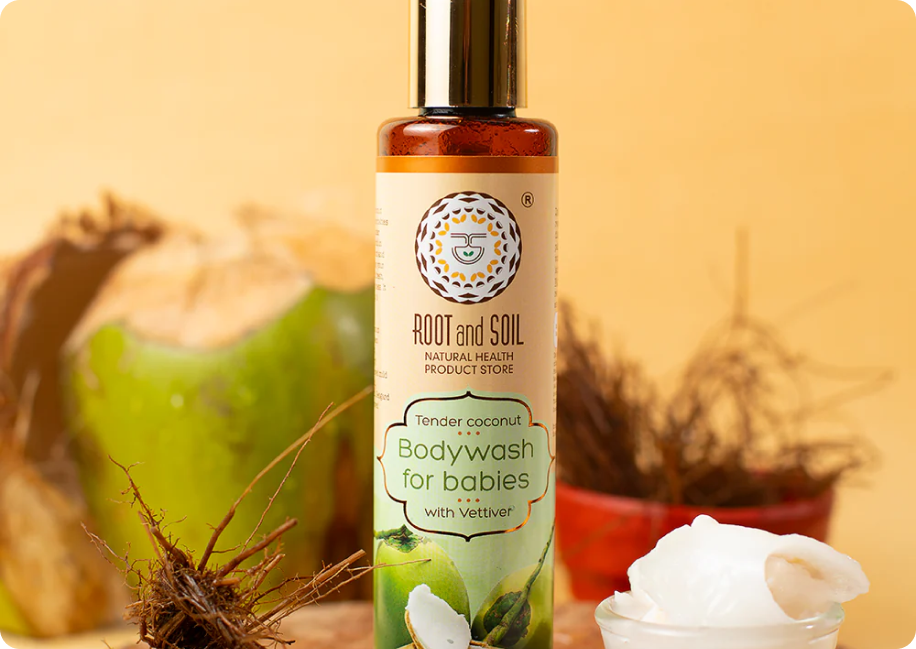 ®
ROOT and SOIL
NATURAL HEALTH
PRODUCT STORE
Tender coconut
Bodywash
for babies
with Vettiver